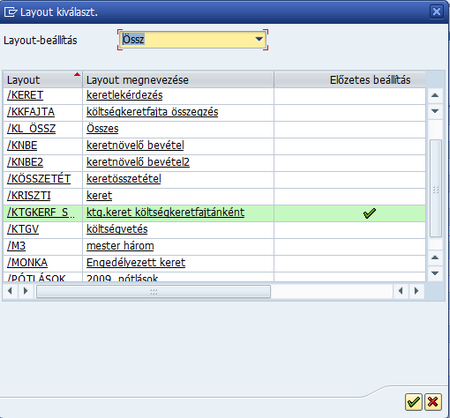 Layout kiválaszt.
Layout-beállítás Össz
Layout Layout megnevezése Előzetes beállítás
/KERET keretlekérdezés
/KKFAJTA költségkeretfajta összegzés
/KL_ÖSSZ Összes
/KNBE keretnövelő bevétel
/KNBE2 keretnövelő bevétel2
/KÖSSZETÉT keretösszetétel
/KRISZTI keret
/KTGKERF_S... ktg.keret költségkeretfajtánként
/KTGV költségvetés
/M3 mester három
/MONKA Engedélyezett keret
/PÓTLÁSOK 2009. pótlások